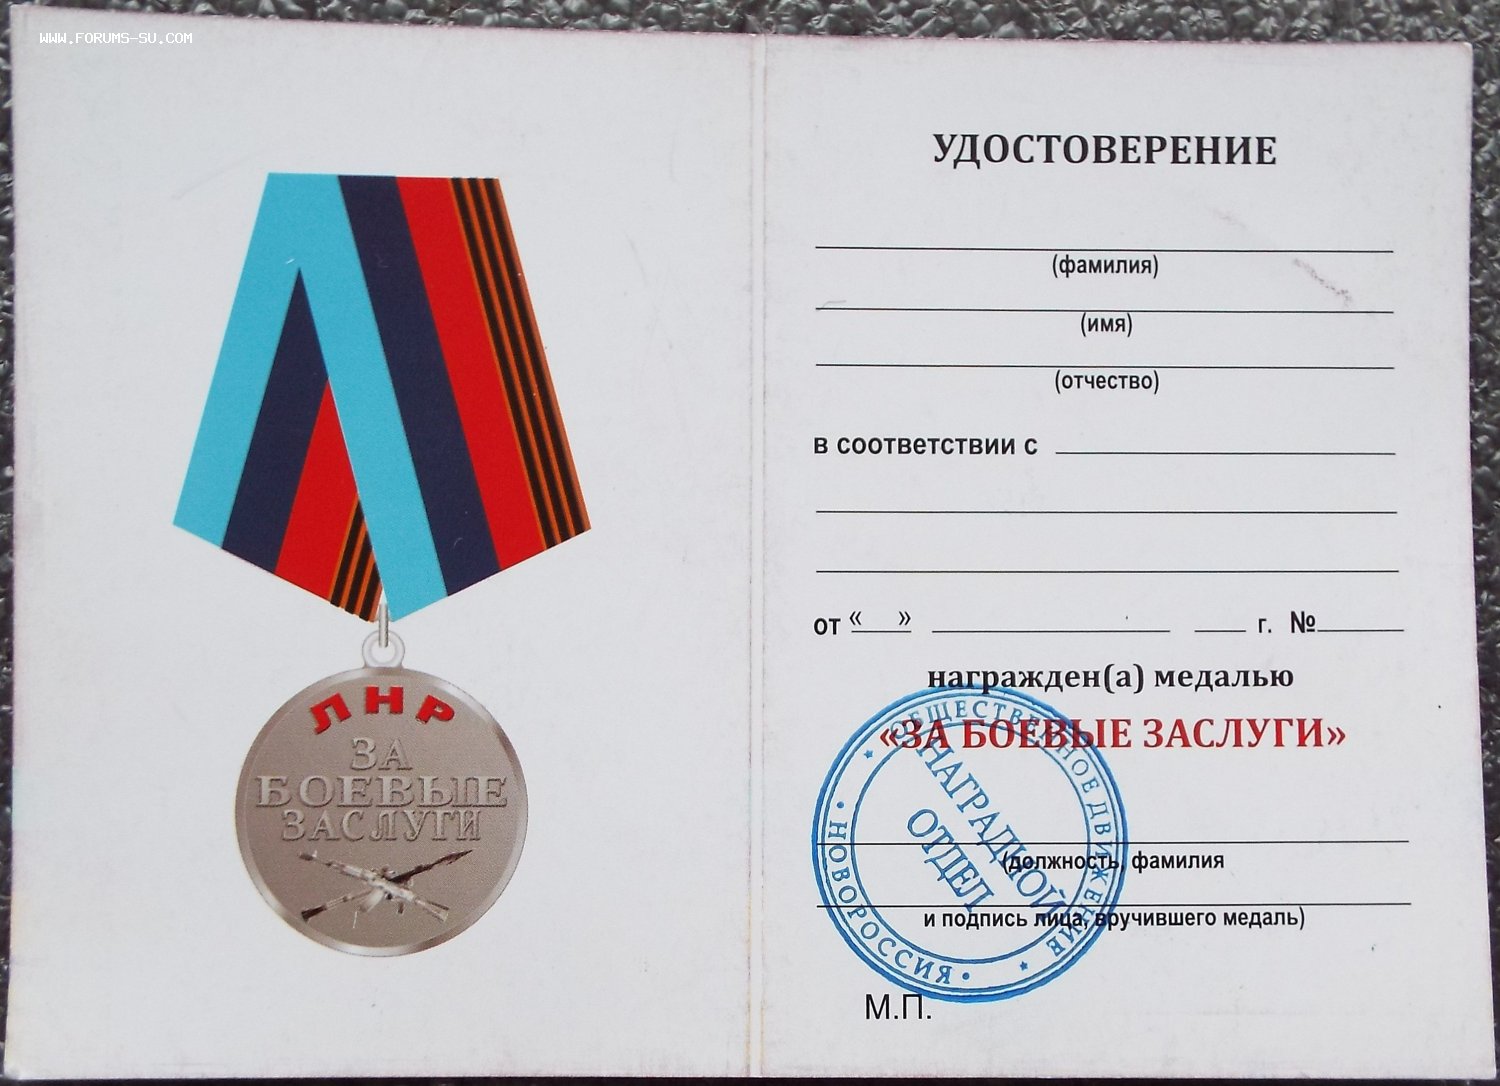 WWW.FORUMS-SU.COM
ЛНР
ЗА
БОЕВЫЕ
ЗАСЛУГИ
УДОСТОВЕРЕНИЕ
(фамилия)
(имя)
(отчество)
в соответствии с
от « » г. №
награжден(а) медалью
«ЗА БОЕВЫЕ ЗАСЛУГИ»
ОБЩЕСТВЕННОЕ ДВИЖЕНИЕ
НОВОРОССИЯ
НАГРАДНОЙ
ОТДЕЛ
(должность, фамилия
и подпись лица, вручившего медаль)
М.П.